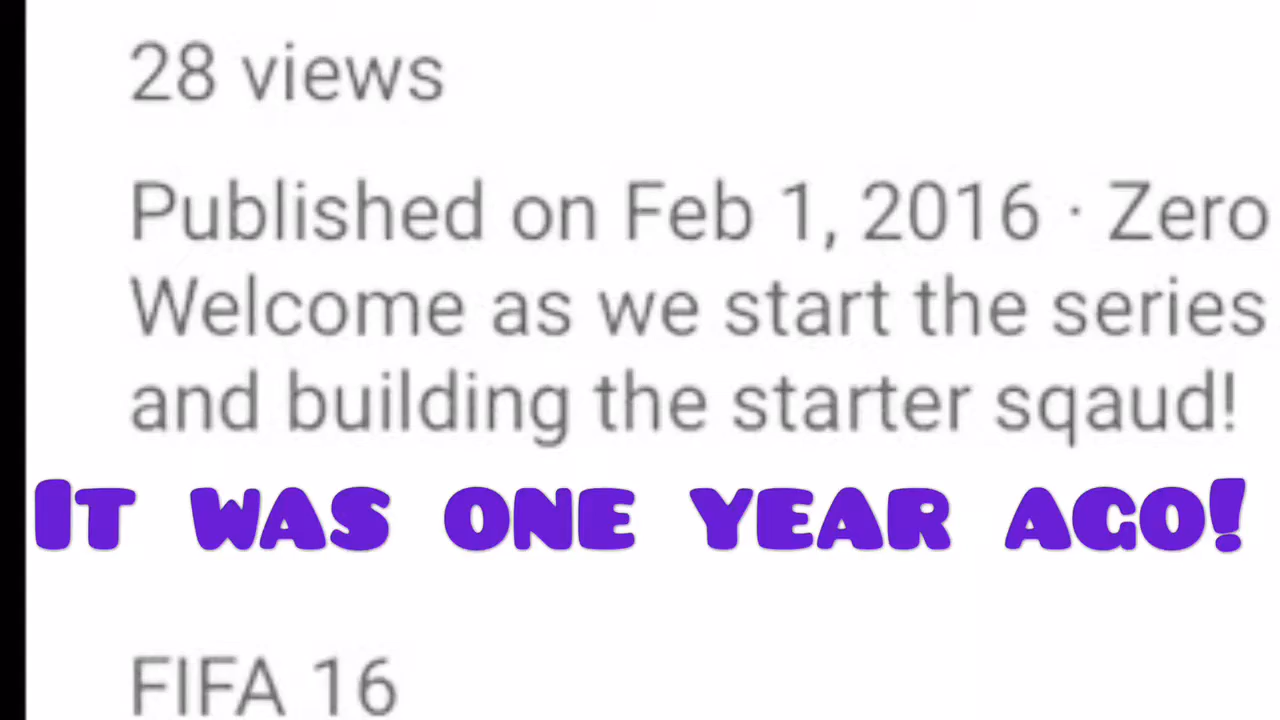 28 views
Published on Feb 1, 2016 · Zero
Welcome as we start the series
and building the starter sqaud!
It was one year ago!
FIFA 16